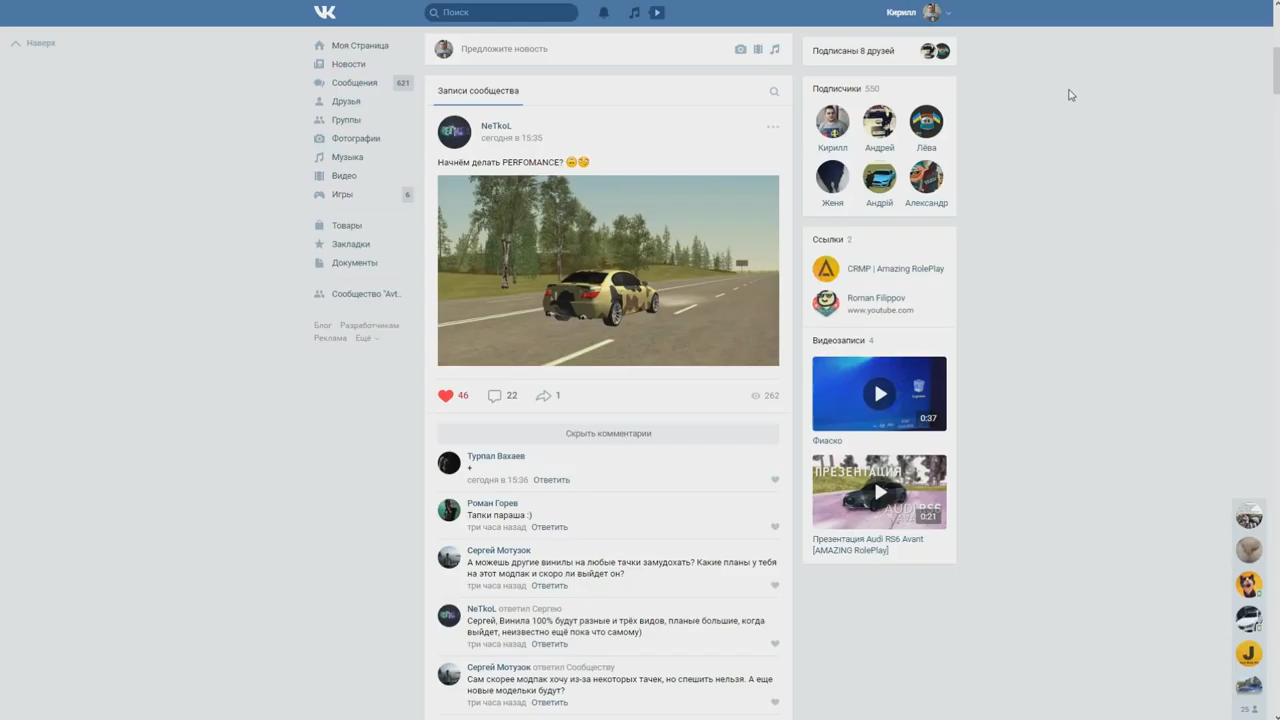 Поиск
Кирилл
Наверх
Моя Страница
Новости
Сообщения
621
Друзья
Группы
Фотографии
Музыка
Видео
Игры
6
Товары
Закладки
Документы
Сообщество "Avt..
Блог Разработчикам
Реклама Ещё
Предложите новость
Записи сообщества
NeTkoL
сегодня в 15:35
Начнём делать PERFOMANCE?
46
22
1
262
Скрыть комментарии
Турпал Вахаев
+
сегодня в 15:36 Ответить
Роман Горев
Тапки параша :)
три часа назад Ответить
Сергей Мотузок
А можешь другие винилы на любые тачки замудохать? Какие планы у тебя
на этот модпак и скоро ли выйдет он?
три часа назад Ответить
NeTkoL ответил Сергею
Сергей, Винила 100% будут разные и трёх видов, планые большие, когда
выйдет, неизвестно ещё пока что самому)
три часа назад Ответить
Сергей Мотузок ответил Сообществу
Сам скорее модпак хочу из-за некоторых тачек, но спешить нельзя. А еще
новые модельки будут?
три часа назад Ответить
Подписаны 8 друзей
Подписчики 550
Кирилл Андрей Лёва
Женя Андрій Александр
Ссылки 2
CRMP | Amazing RolePlay
Roman Filippov
www.youtube.com
Видеозаписи 4
0:37
Фиаско
ПРЕЗЕНТАЦИЯ
AUDI RS6
0:21
Презентация Audi RS6 Avant
[AMAZING RolePlay]
J
25